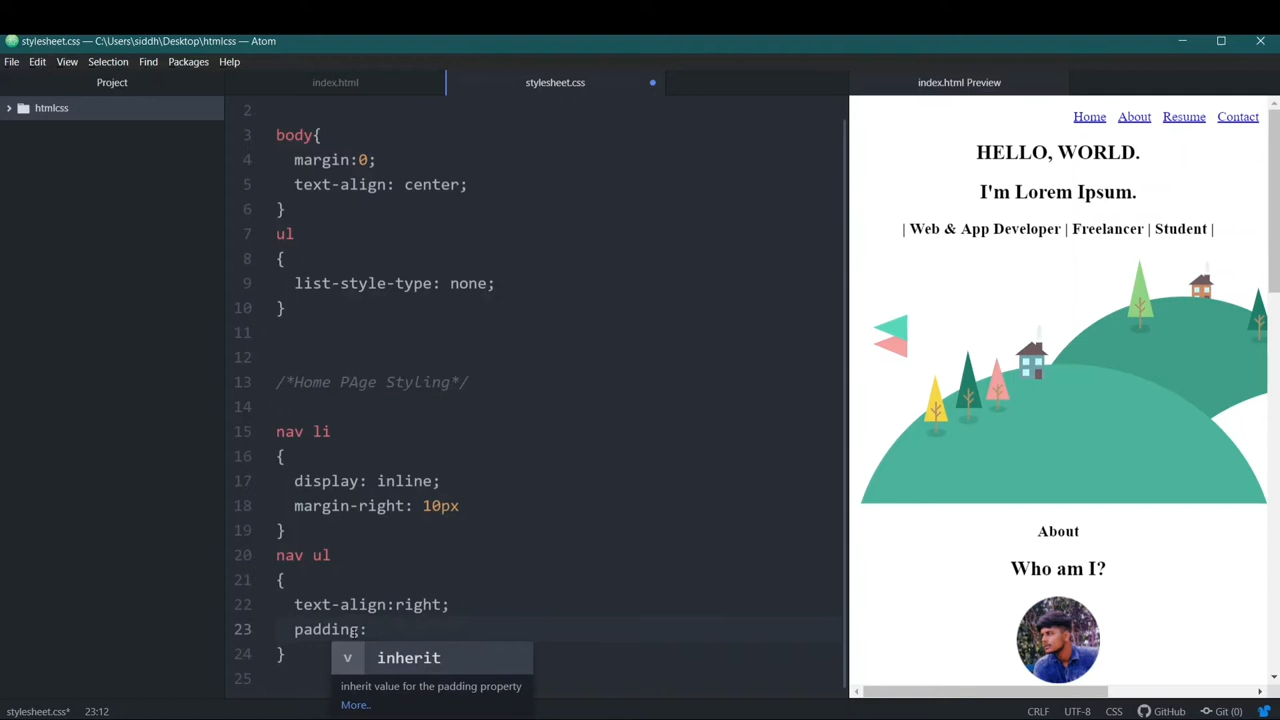 stylesheet.css — C:\Users\siddh\Desktop\htmlcss — Atom
File Edit View Selection Find Packages Help
Project
index.html
stylesheet.css
index.html Preview
htmlcss
2
3 body{
4 margin:0;
5 text-align: center;
6 }
7 ul
8 {
9 list-style-type: none;
10 }
11
12
13 /*Home PAge Styling*/
14
15 nav li
16 {
17 display: inline;
18 margin-right: 10px
19 }
20 nav ul
21 {
22 text-align:right;
23 padding:
24 }
25
v inherit
inherit value for the padding property
More..
Home About Resume Contact
HELLO, WORLD.
I'm Lorem Ipsum.
| Web & App Developer | Freelancer | Student |
About
Who am I?
stylesheet.css* 23:12
CRLF UTF-8 CSS GitHub Git (0)